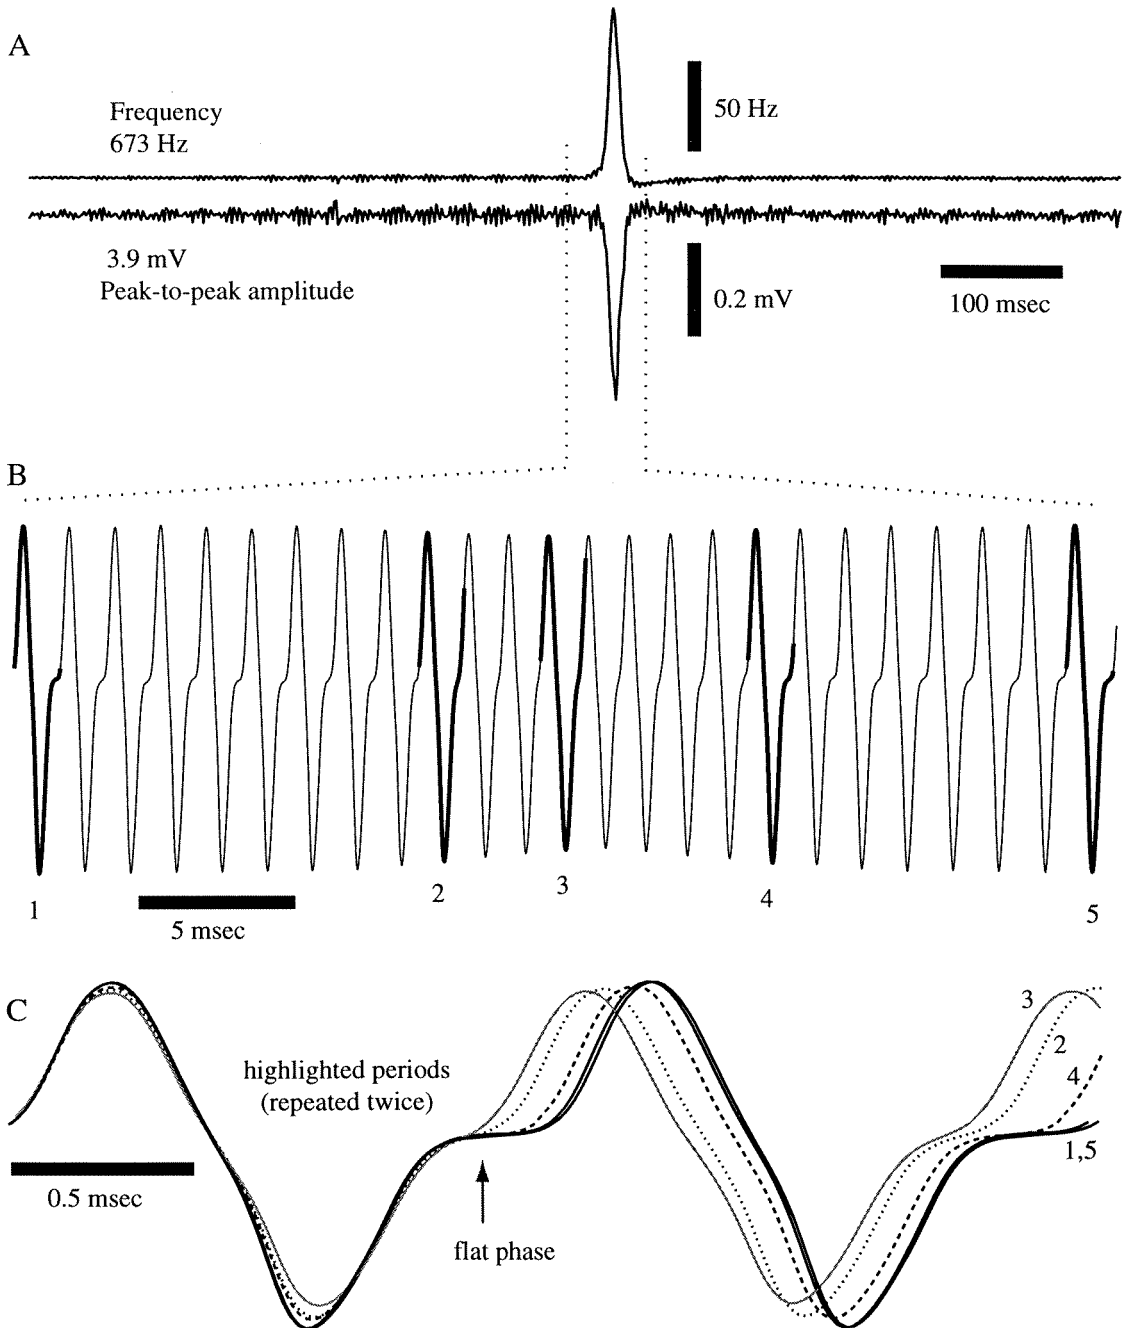 A
Frequency
673 Hz
50 Hz
3.9 mV
Peak-to-peak amplitude
0.2 mV
100 msec
B
1
2
3
4
5
5 msec
C
highlighted periods
(repeated twice)
3
2
4
1,5
0.5 msec
flat phase